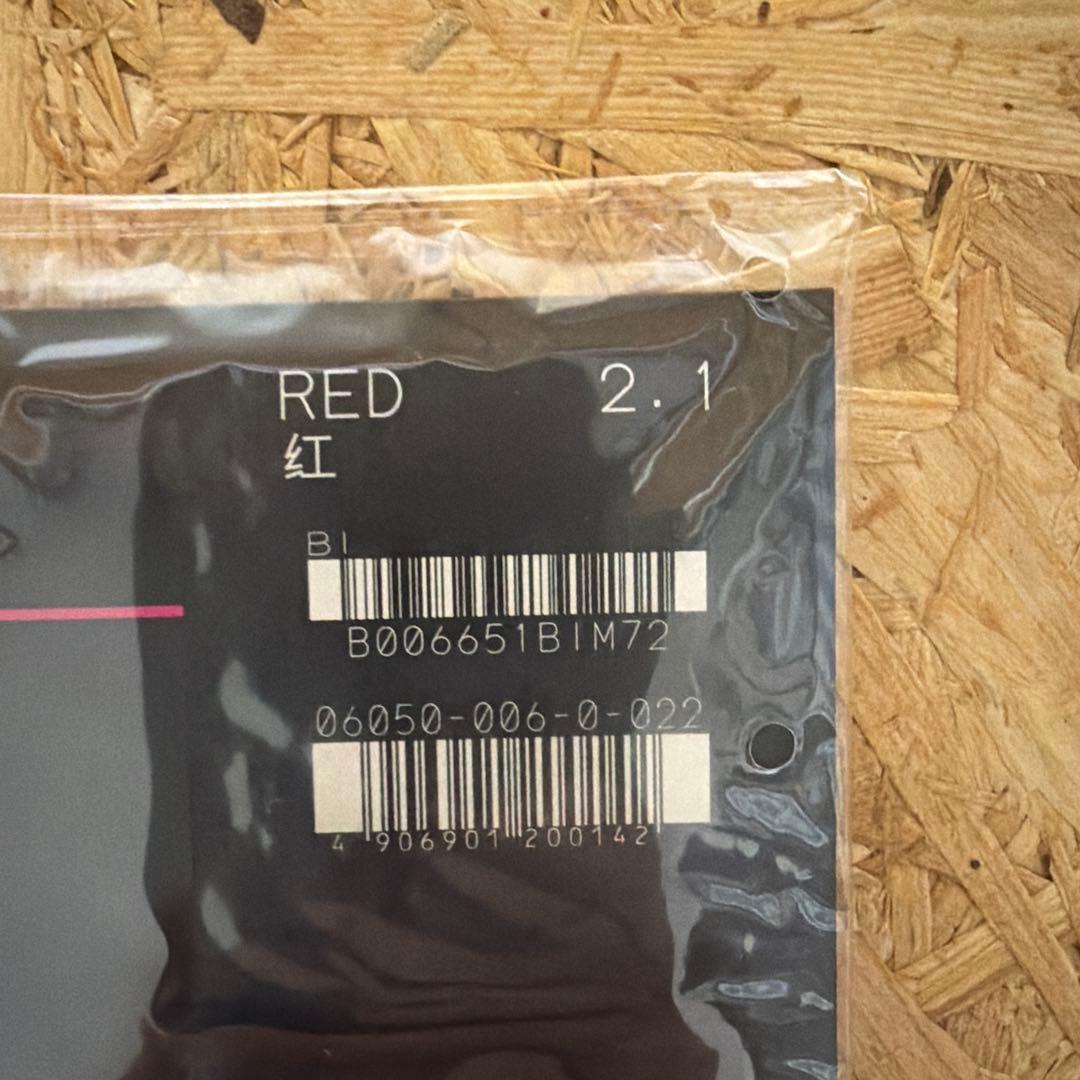 RED 2.1
红
BI
B006651BIM72
06050-006-0-022
4 906901 200142